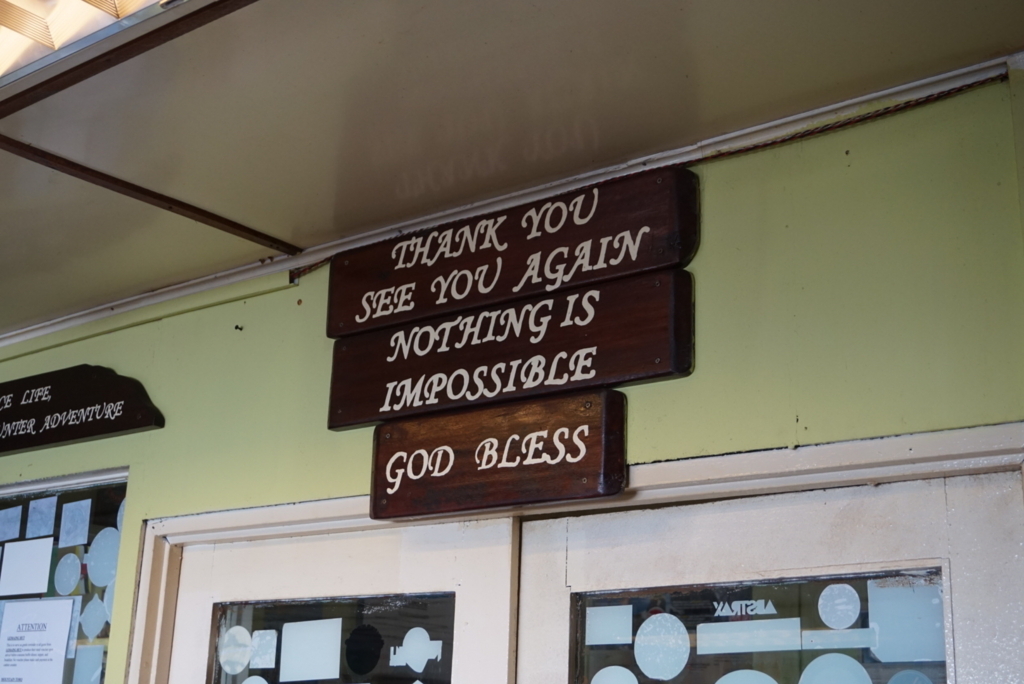 THANK YOU
SEE YOU AGAIN
NOTHING IS
IMPOSSIBLE
GOD BLESS
LIFE,
ADVENTURE
ATTENTION